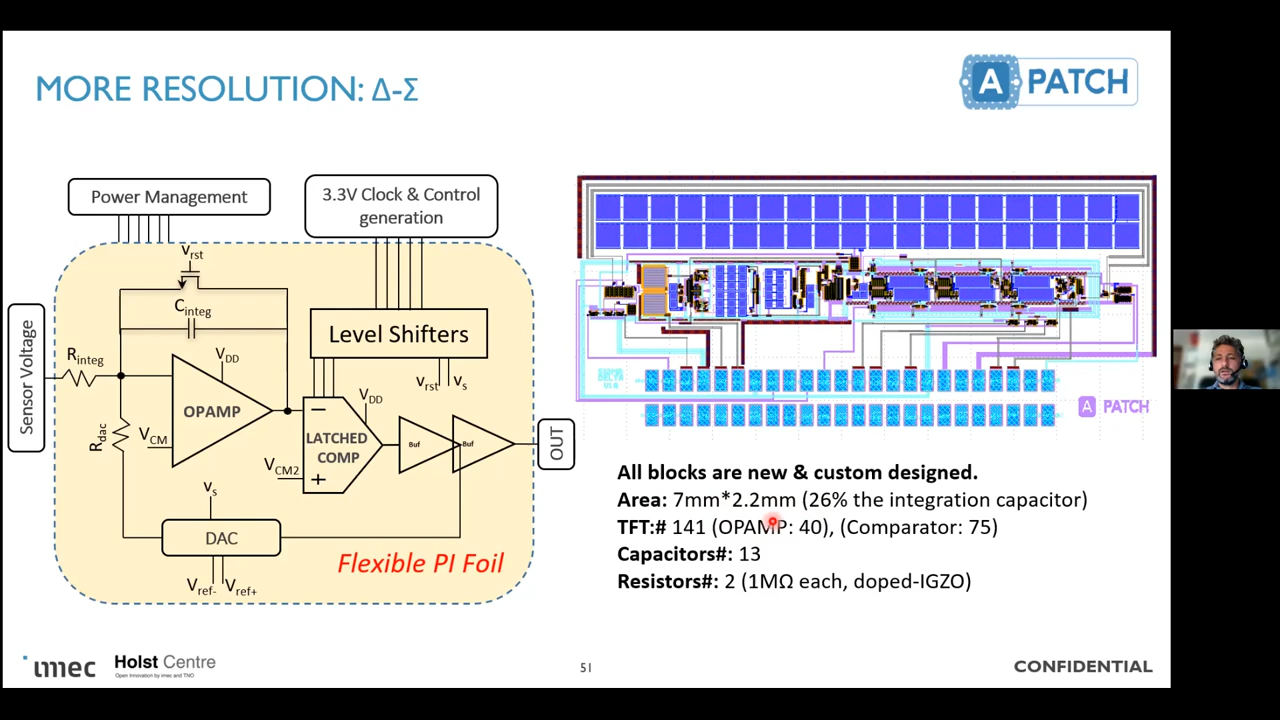 MORE RESOLUTION: Δ-Σ
A PATCH
Power Management
3.3V Clock & Control
generation
Sensor Voltage
Vrst
Cinteg
Rinteg
VDD
OPAMP
VCM
Rdac
Level Shifters
vrst vs
VDD
LATCHED
COMP
VCM2
Buf
Buf
OUT
vs
DAC
Vref- Vref+
Flexible PI Foil
A PATCH
All blocks are new & custom designed.
Area: 7mm*2.2mm (26% the integration capacitor)
TFT:# 141 (OPAMP: 40), (Comparator: 75)
Capacitors#: 13
Resistors#: 2 (1MΩ each, doped-IGZO)
imec
Holst Centre
Open Innovation by imec and TNO
51
CONFIDENTIAL